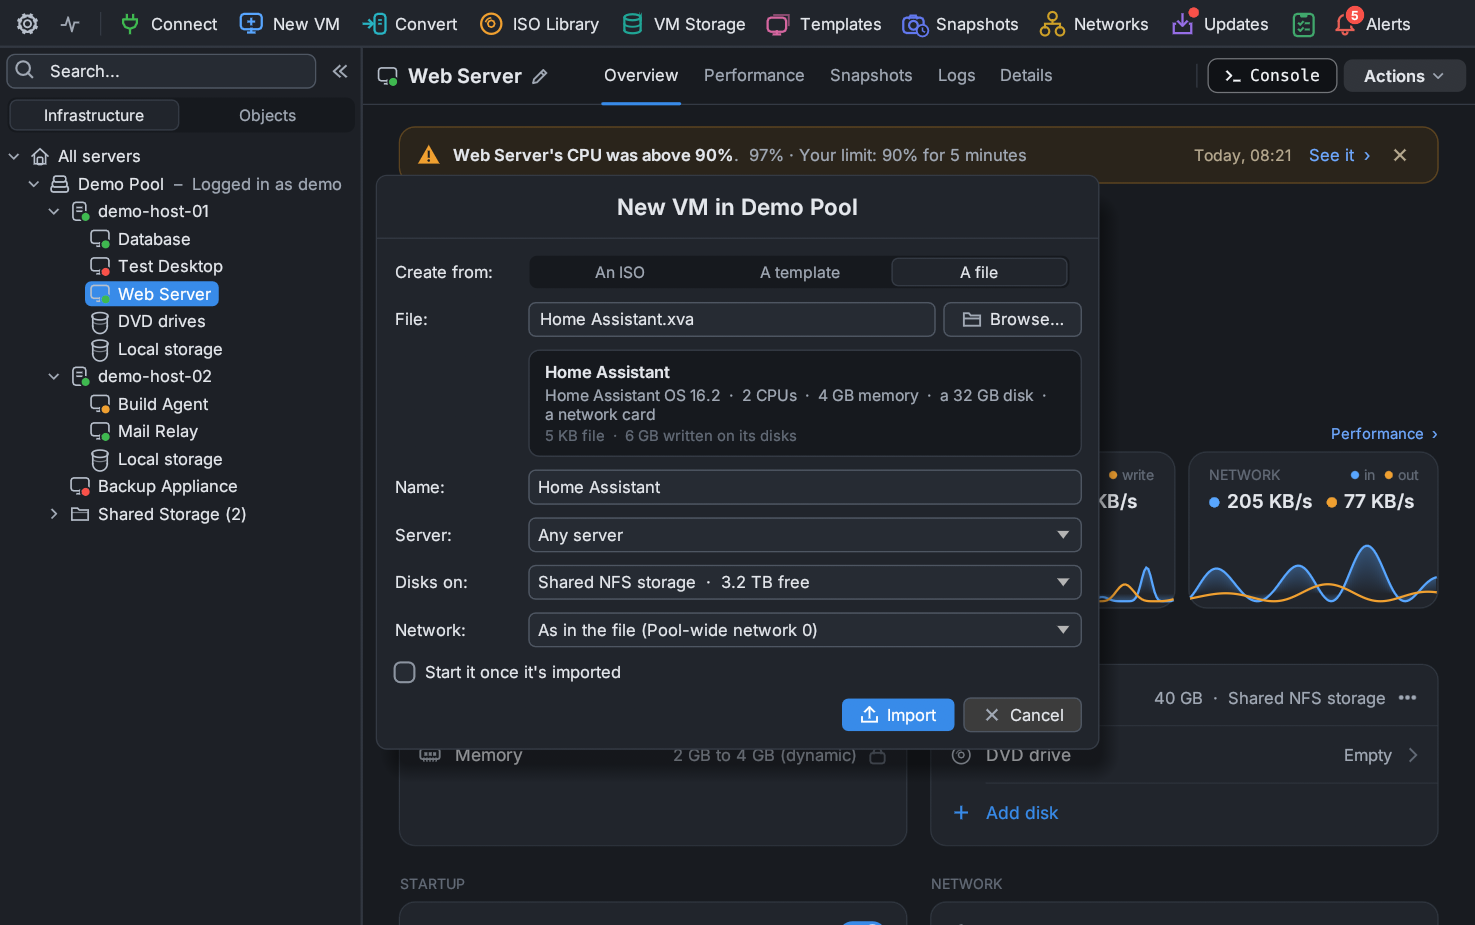 Connect
New VM
Convert
ISO Library
VM Storage
Templates
Snapshots
Networks
Updates
5
Alerts
Search...
Infrastructure
Objects
All servers
Demo Pool – Logged in as demo
demo-host-01
Database
Test Desktop
Web Server
DVD drives
Local storage
demo-host-02
Build Agent
Mail Relay
Local storage
Backup Appliance
Shared Storage (2)
Web Server
Overview
Performance
Snapshots
Logs
Details
>_ Console
Actions
Web Server's CPU was above 90%. 97% · Your limit: 90% for 5 minutes
Today, 08:21
See it ›
New VM in Demo Pool
Create from:
An ISO
A template
A file
File:
Home Assistant.xva
Browse...
Home Assistant
Home Assistant OS 16.2 · 2 CPUs · 4 GB memory · a 32 GB disk ·
a network card
5 KB file · 6 GB written on its disks
Name:
Home Assistant
Server:
Any server
Disks on:
Shared NFS storage · 3.2 TB free
Network:
As in the file (Pool-wide network 0)
Start it once it's imported
Import
Cancel
Performance ›
write
KB/s
NETWORK
in
out
205 KB/s
77 KB/s
40 GB · Shared NFS storage
Memory
2 GB to 4 GB (dynamic)
DVD drive
Empty
Add disk
STARTUP
NETWORK